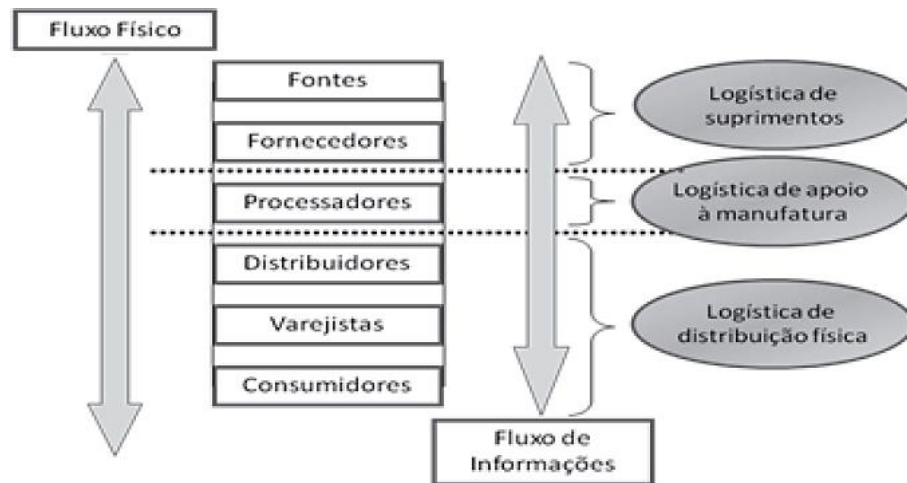 Fluxo Físico
Fontes
Fornecedores
Processadores
Distribuidores
Varejistas
Consumidores
Fluxo de
Informações
Logística de
suprimentos
Logística de apoio
à manufatura
Logística de
distribuição física